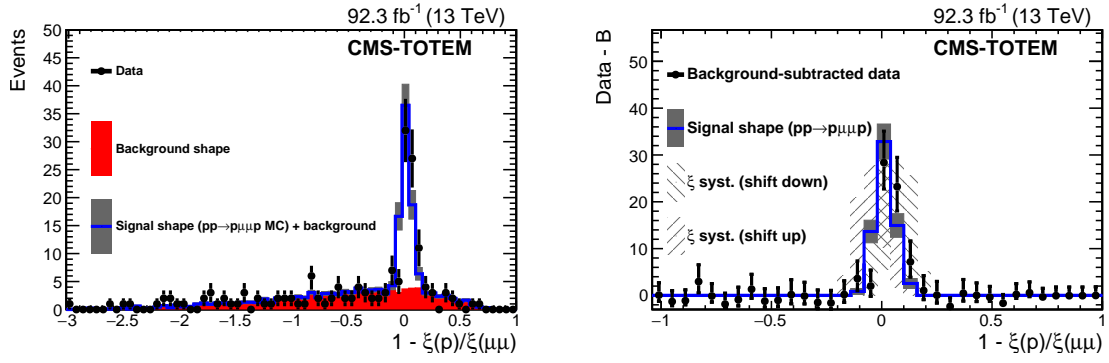 92.3 fb⁻¹ (13 TeV)
CMS-TOTEM
Events
50
45
40
35
30
25
20
15
10
5
0
Data
Background shape
Signal shape (pp→pμμp MC) + background
−3 −2.5 −2 −1.5 −1 −0.5 0 0.5 1
1 - ξ(p)/ξ(μμ)
92.3 fb⁻¹ (13 TeV)
CMS-TOTEM
Data - B
50
40
30
20
10
0
Background-subtracted data
Signal shape (pp→pμμp)
ξ syst. (shift down)
ξ syst. (shift up)
−1 −0.5 0 0.5 1
1 - ξ(p)/ξ(μμ)